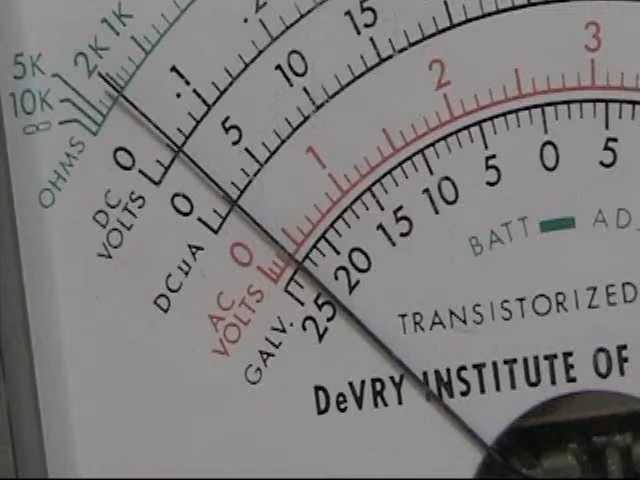 5K 2K 1K
10K
∞
OHMS
0 .1 .2
DC VOLTS
0 5 10 15
DCμA
0 1 2 3
AC VOLTS
25 20 15 10 5 0 5
GALV.
BATT AD
TRANSISTORIZED
DeVRY INSTITUTE OF